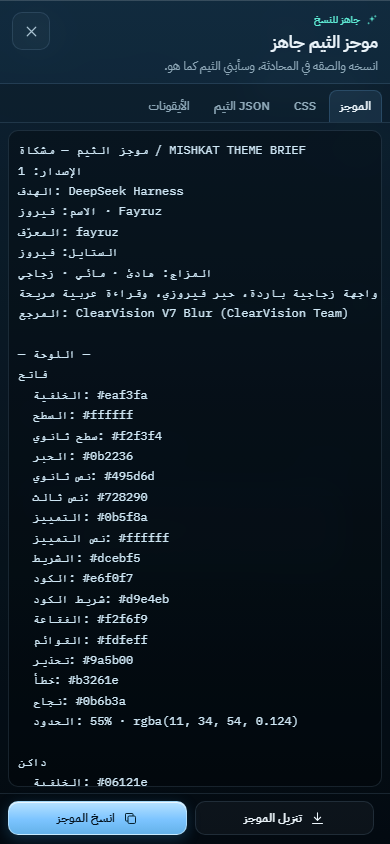 جاهز للنسخ
موجز الثيم جاهز
انسخه والصقه في المحادثة، وسأبني الثيم كما هو.
الموجز
CSS
JSON الثيم
الأيقونات
موجز الثيم — مشكاة / MISHKAT THEME BRIEF
الإصدار: 1
الهدف: DeepSeek Harness
الاسم: فيروز · Fayruz
المعرّف: fayruz
الستايل: فيروز
المزاج: هادئ · مائي · زجاجي
واجهة زجاجية باردة، حبر فيروزي، وقراءة عربية مريحة
المرجع: ClearVision V7 Blur (ClearVision Team)
— اللوحة —
فاتح
الخلفية: #eaf3fa
السطح: #ffffff
سطح ثانوي: #f2f3f4
الحبر: #0b2236
نص ثانوي: #495d6d
نص ثالث: #728290
التمييز: #0b5f8a
نص التمييز: #ffffff
الشريط: #dcebf5
الكود: #e6f0f7
شريط الكود: #d9e4eb
الفقاعة: #f2f6f9
القوائم: #fdfeff
تحذير: #9a5b00
خطأ: #b3261e
نجاح: #0b6b3a
الحدود: 55% · rgba(11, 34, 54, 0.124)
داكن
الخلفية: #06121e
تنزيل الموجز
انسخ الموجز